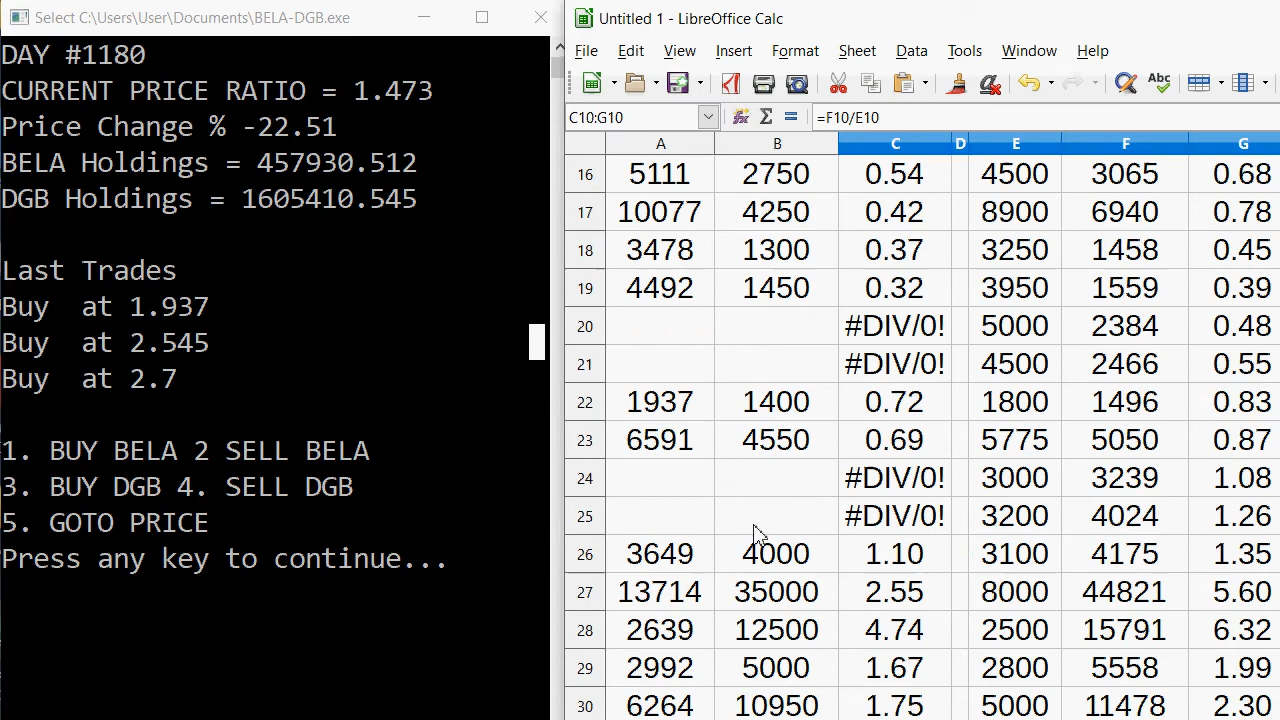 Select C:\Users\User\Documents\BELA-DGB.exe
DAY #1180
CURRENT PRICE RATIO = 1.473
Price Change % -22.51
BELA Holdings = 457930.512
DGB Holdings = 1605410.545
Last Trades
Buy at 1.937
Buy at 2.545
Buy at 2.7
1. BUY BELA 2 SELL BELA
3. BUY DGB 4. SELL DGB
5. GOTO PRICE
Press any key to continue...
Untitled 1 - LibreOffice Calc
File Edit View Insert Format Sheet Data Tools Window Help
Abc
C10:G10 =F10/E10
A B C D E F G
16 5111 2750 0.54 4500 3065 0.68
17 10077 4250 0.42 8900 6940 0.78
18 3478 1300 0.37 3250 1458 0.45
19 4492 1450 0.32 3950 1559 0.39
20 #DIV/0! 5000 2384 0.48
21 #DIV/0! 4500 2466 0.55
22 1937 1400 0.72 1800 1496 0.83
23 6591 4550 0.69 5775 5050 0.87
24 #DIV/0! 3000 3239 1.08
25 #DIV/0! 3200 4024 1.26
26 3649 4000 1.10 3100 4175 1.35
27 13714 35000 2.55 8000 44821 5.60
28 2639 12500 4.74 2500 15791 6.32
29 2992 5000 1.67 2800 5558 1.99
30 6264 10950 1.75 5000 11478 2.30